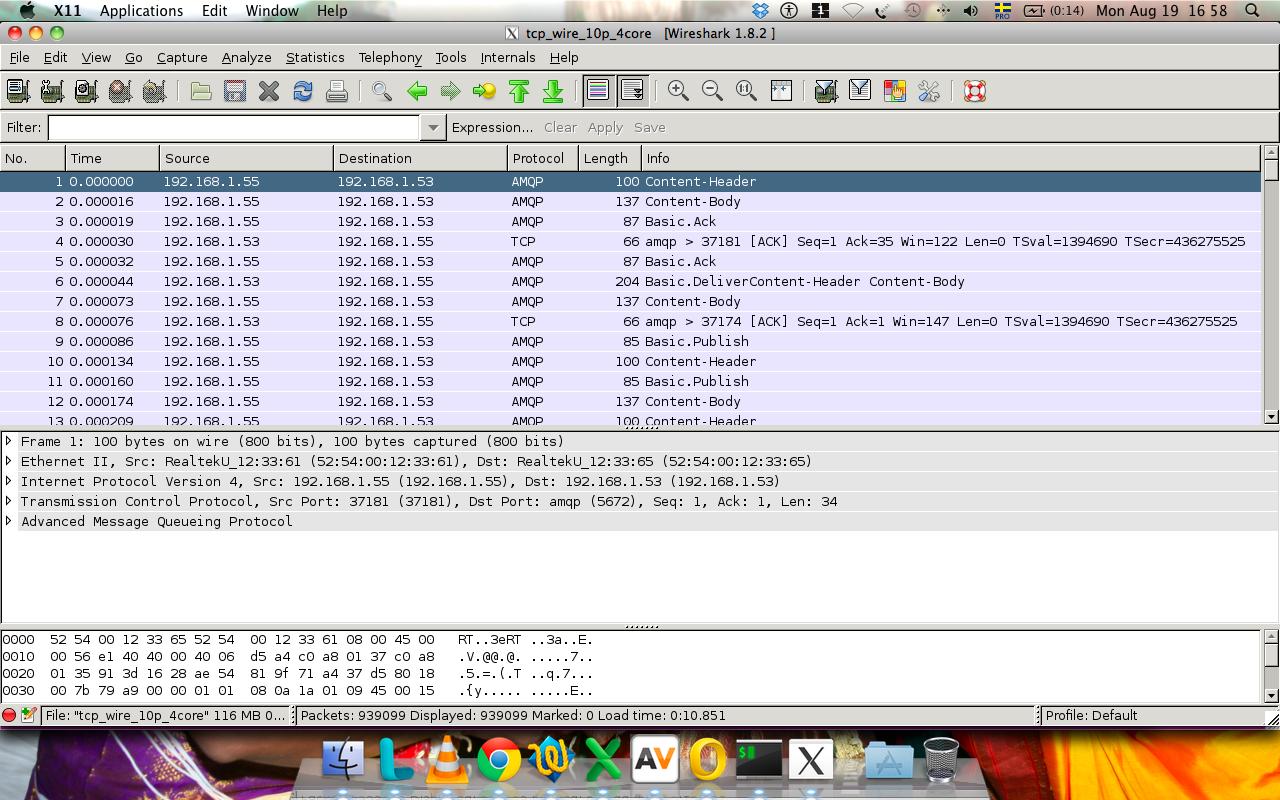 X11 Applications Edit Window Help 1 PRO (0:14) Mon Aug 19 16 58
X tcp_wire_10p_4core [Wireshark 1.8.2 ]
File Edit View Go Capture Analyze Statistics Telephony Tools Internals Help
Filter: Expression... Clear Apply Save
No. Time Source Destination Protocol Length Info
1 0.000000 192.168.1.55 192.168.1.53 AMQP 100 Content-Header
2 0.000016 192.168.1.55 192.168.1.53 AMQP 137 Content-Body
3 0.000019 192.168.1.55 192.168.1.53 AMQP 87 Basic.Ack
4 0.000030 192.168.1.53 192.168.1.55 TCP 66 amqp > 37181 [ACK] Seq=1 Ack=35 Win=122 Len=0 TSval=1394690 TSecr=436275525
5 0.000032 192.168.1.55 192.168.1.53 AMQP 87 Basic.Ack
6 0.000044 192.168.1.53 192.168.1.55 AMQP 204 Basic.DeliverContent-Header Content-Body
7 0.000073 192.168.1.55 192.168.1.53 AMQP 137 Content-Body
8 0.000076 192.168.1.53 192.168.1.55 TCP 66 amqp > 37174 [ACK] Seq=1 Ack=1 Win=147 Len=0 TSval=1394690 TSecr=436275525
9 0.000086 192.168.1.55 192.168.1.53 AMQP 85 Basic.Publish
10 0.000134 192.168.1.55 192.168.1.53 AMQP 100 Content-Header
11 0.000160 192.168.1.55 192.168.1.53 AMQP 85 Basic.Publish
12 0.000174 192.168.1.55 192.168.1.53 AMQP 137 Content-Body
13 0.000209 192.168.1.55 192.168.1.53 AMQP 100 Content-Header
Frame 1: 100 bytes on wire (800 bits), 100 bytes captured (800 bits)
Ethernet II, Src: RealtekU_12:33:61 (52:54:00:12:33:61), Dst: RealtekU_12:33:65 (52:54:00:12:33:65)
Internet Protocol Version 4, Src: 192.168.1.55 (192.168.1.55), Dst: 192.168.1.53 (192.168.1.53)
Transmission Control Protocol, Src Port: 37181 (37181), Dst Port: amqp (5672), Seq: 1, Ack: 1, Len: 34
Advanced Message Queueing Protocol
0000 52 54 00 12 33 65 52 54 00 12 33 61 08 00 45 00 RT..3eRT ..3a..E.
0010 00 56 e1 40 40 00 40 06 d5 a4 c0 a8 01 37 c0 a8 .V.@@.@. .....7..
0020 01 35 91 3d 16 28 ae 54 81 9f 71 a4 37 d5 80 18 .5.=.(.T ..q.7...
0030 00 7b 79 a9 00 00 01 01 08 0a 1a 01 09 45 00 15 .{y..... .....E..
File: "tcp_wire_10p_4core" 116 MB 0... Packets: 939099 Displayed: 939099 Marked: 0 Load time: 0:10.851 Profile: Default
AV $ X